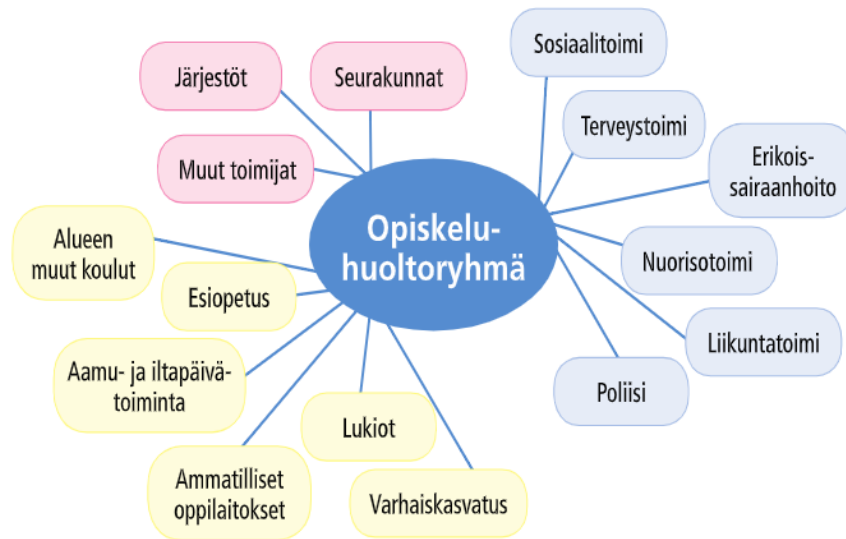 Sosiaalitoimi
Järjestöt
Seurakunnat
Terveystoimi
Muut toimijat
Erikois-
sairaanhoito
Opiskelu-
huoltoryhmä
Alueen
muut koulut
Nuorisotoimi
Esiopetus
Liikuntatoimi
Aamu- ja iltapäivä-
toiminta
Poliisi
Lukiot
Ammatilliset
oppilaitokset
Varhaiskasvatus